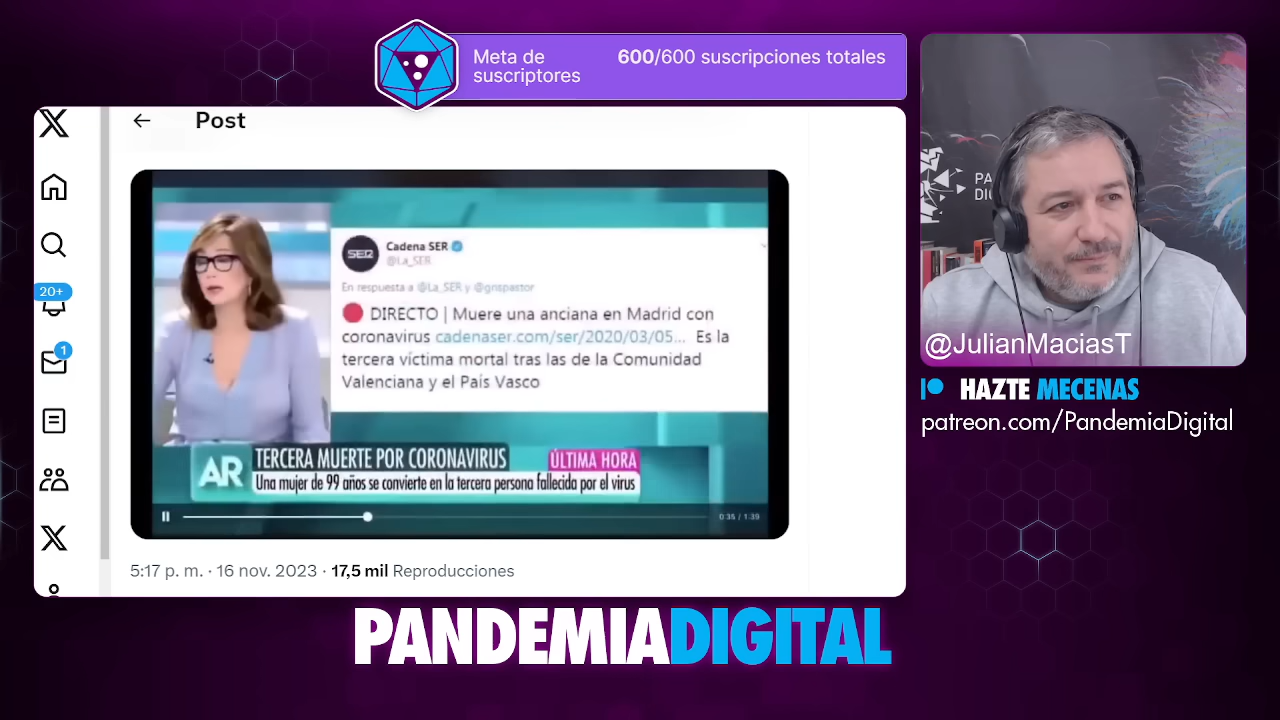 Meta de
suscriptores
600/600 suscripciones totales
Post
20+
1
SER
Cadena SER
@La_SER
En respuesta a @La_SER y @grispastor
DIRECTO | Muere una anciana en Madrid con
coronavirus cadenaser.com/ser/2020/03/05... Es la
tercera víctima mortal tras las de la Comunidad
Valenciana y el País Vasco
AR
TERCERA MUERTE POR CORONAVIRUS
ÚLTIMA HORA
Una mujer de 99 años se convierte en la tercera persona fallecida por el virus
0:35 / 1:39
5:17 p. m. · 16 nov. 2023 · 17,5 mil Reproducciones
PA
DI
@JulianMaciasT
HAZTE MECENAS
patreon.com/PandemiaDigital
PANDEMIADIGITAL